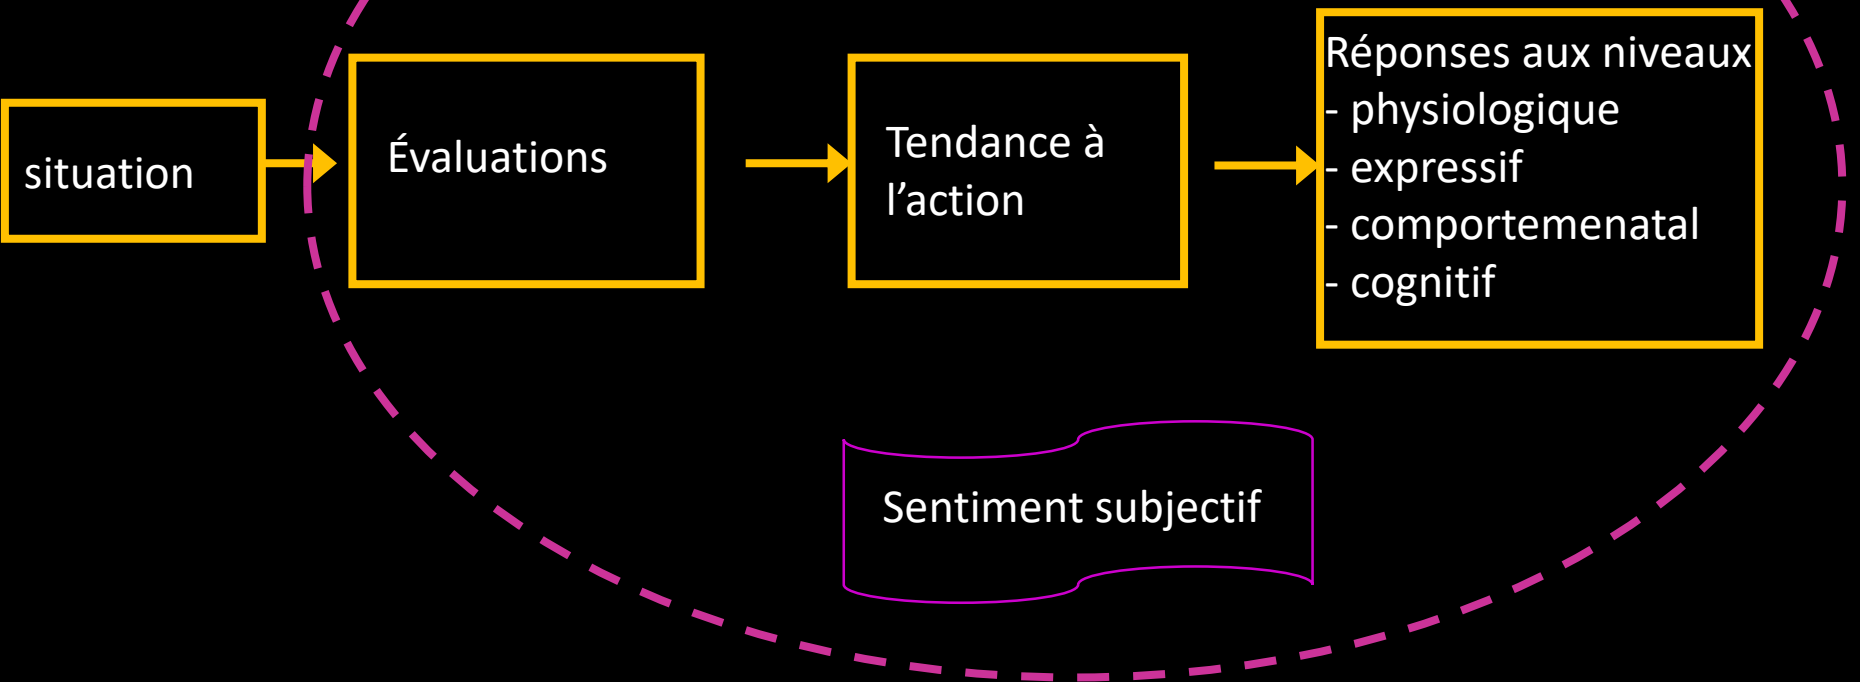 situation
Évaluations
Tendance à
l’action
Réponses aux niveaux
- physiologique
- expressif
- comportemenatal
- cognitif
Sentiment subjectif